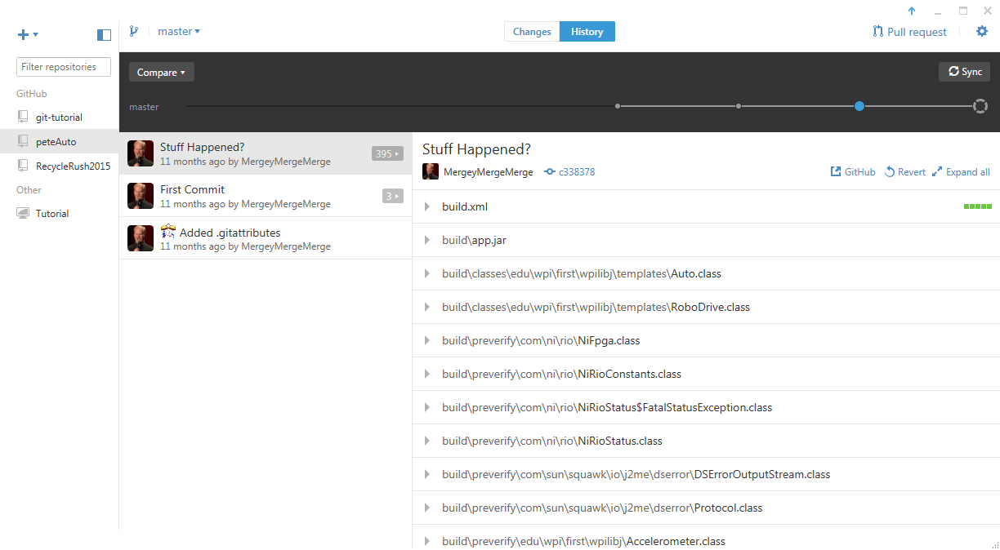 master
Changes
History
Pull request
Filter repositories
GitHub
git-tutorial
peteAuto
RecycleRush2015
Other
Tutorial
Compare
Sync
master
Stuff Happened?
11 months ago by MergeyMergeMerge
395
First Commit
11 months ago by MergeyMergeMerge
3
Added .gitattributes
11 months ago by MergeyMergeMerge
Stuff Happened?
MergeyMergeMerge c338378
GitHub Revert Expand all
build.xml
build\app.jar
build\classes\edu\wpi\first\wpilibj\templates\Auto.class
build\classes\edu\wpi\first\wpilibj\templates\RoboDrive.class
build\preverify\com\ni\rio\NiFpga.class
build\preverify\com\ni\rio\NiRioConstants.class
build\preverify\com\ni\rio\NiRioStatus$FatalStatusException.class
build\preverify\com\ni\rio\NiRioStatus.class
build\preverify\com\sun\squawk\io\j2me\dserror\DSErrorOutputStream.class
build\preverify\com\sun\squawk\io\j2me\dserror\Protocol.class
build\preverify\edu\wpi\first\wpilibj\Accelerometer.class